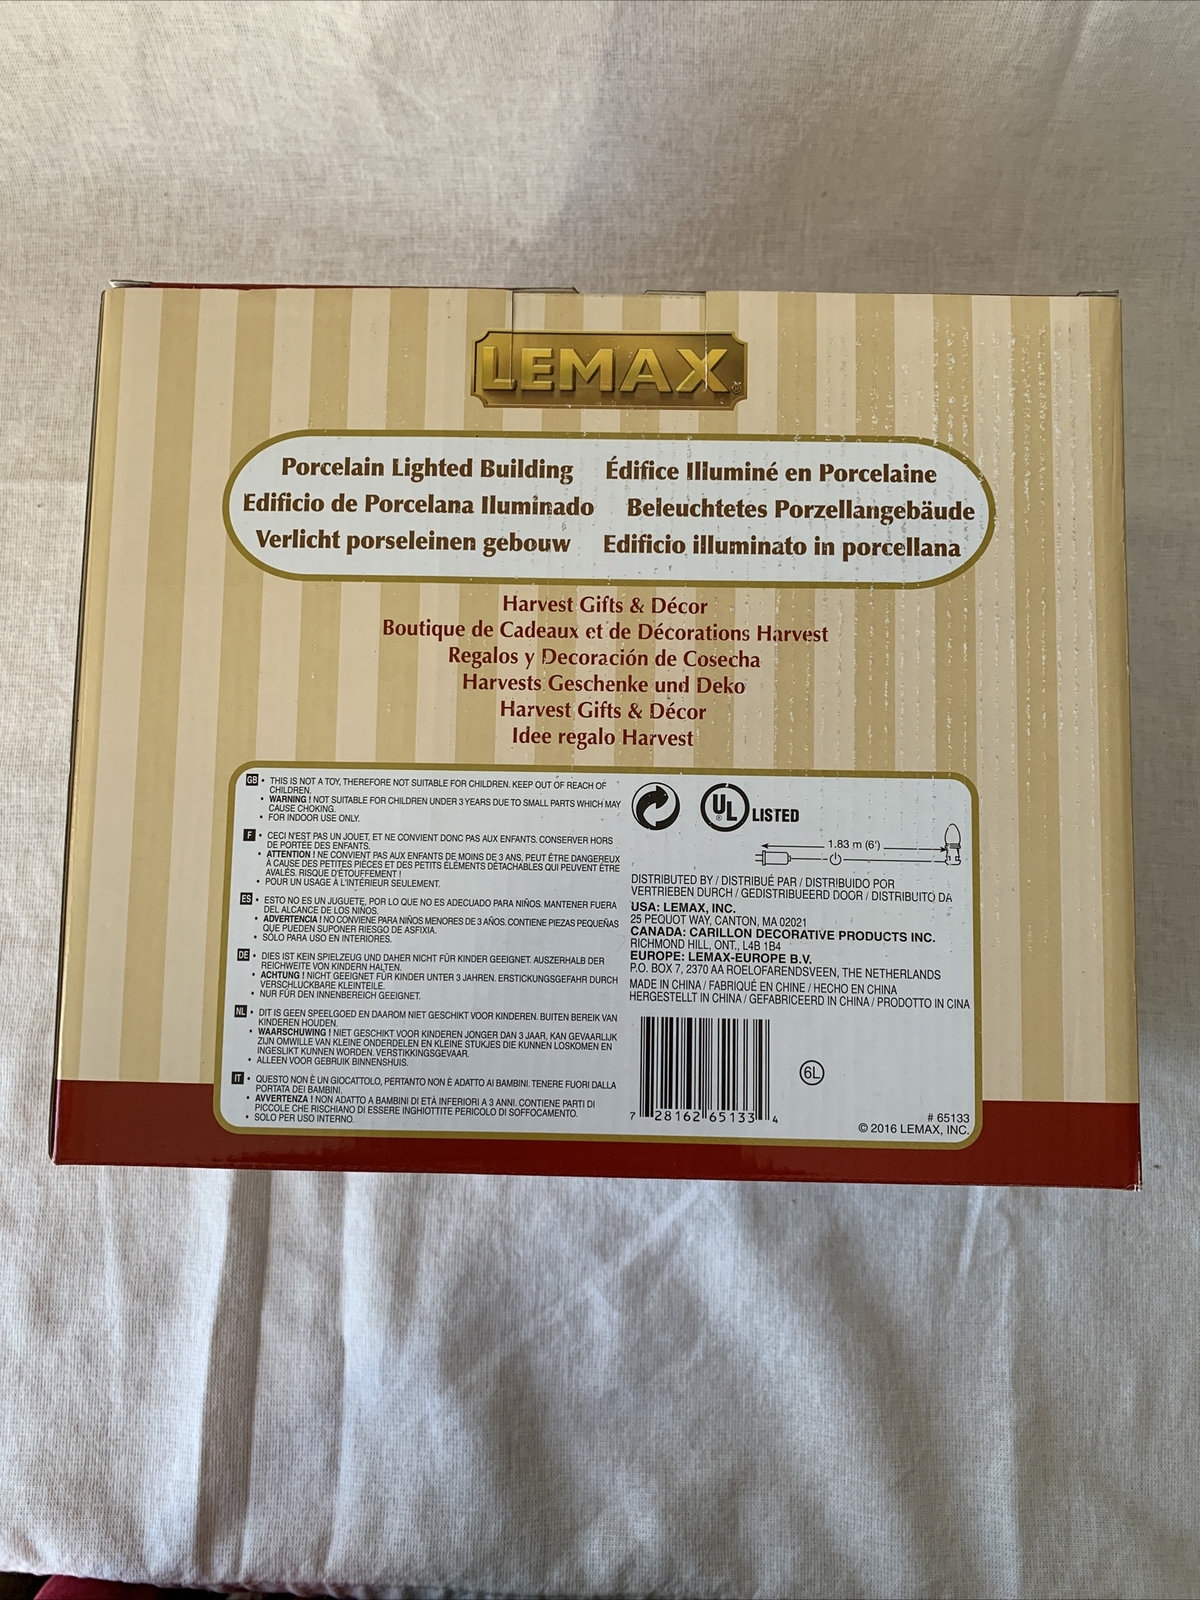 LEMAX®
Porcelain Lighted Building
Édifice Illuminé en Porcelaine
Edificio de Porcelana Iluminado
Beleuchtetes Porzellangebäude
Verlicht porseleinen gebouw
Edificio illuminato in porcellana
Harvest Gifts & Décor
Boutique de Cadeaux et de Décorations Harvest
Regalos y Decoración de Cosecha
Harvests Geschenke und Deko
Harvest Gifts & Décor
Idee regalo Harvest
GB • THIS IS NOT A TOY, THEREFORE NOT SUITABLE FOR CHILDREN. KEEP OUT OF REACH OF
CHILDREN.
• WARNING ! NOT SUITABLE FOR CHILDREN UNDER 3 YEARS DUE TO SMALL PARTS WHICH MAY
CAUSE CHOKING.
• FOR INDOOR USE ONLY.
F • CECI N'EST PAS UN JOUET, ET NE CONVIENT DONC PAS AUX ENFANTS. CONSERVER HORS
DE PORTÉE DES ENFANTS.
• ATTENTION ! NE CONVIENT PAS AUX ENFANTS DE MOINS DE 3 ANS, PEUT ÊTRE DANGEREUX
À CAUSE DES PETITES PIÈCES ET DES PETITS ÉLÉMENTS DÉTACHABLES QUI PEUVENT ÊTRE
AVALÉS. RISQUE D'ÉTOUFFEMENT !
• POUR UN USAGE À L'INTÉRIEUR SEULEMENT.
ES • ESTO NO ES UN JUGUETE, POR LO QUE NO ES ADECUADO PARA NIÑOS. MANTENER FUERA
DEL ALCANCE DE LOS NIÑOS.
• ADVERTENCIA ! NO CONVIENE PARA NIÑOS MENORES DE 3 AÑOS. CONTIENE PIEZAS PEQUEÑAS
QUE PUEDEN SUPONER RIESGO DE ASFIXIA.
• SÓLO PARA USO EN INTERIORES.
DE • DIES IST KEIN SPIELZEUG UND DAHER NICHT FÜR KINDER GEEIGNET. AUSZERHALB DER
REICHWEITE VON KINDERN HALTEN.
• ACHTUNG ! NICHT GEEIGNET FÜR KINDER UNTER 3 JAHREN. ERSTICKUNGSGEFAHR DURCH
VERSCHLUCKBARE KLEINTEILE.
• NUR FÜR DEN INNENBEREICH GEEIGNET.
NL • DIT IS GEEN SPEELGOED EN DAAROM NIET GESCHIKT VOOR KINDEREN. BUITEN BEREIK VAN
KINDEREN HOUDEN.
• WAARSCHUWING ! NIET GESCHIKT VOOR KINDEREN JONGER DAN 3 JAAR, KAN GEVAARLIJK
ZIJN OMWILLE VAN KLEINE ONDERDELEN EN KLEINE STUKJES DIE KUNNEN LOSKOMEN EN
INGESLIKT KUNNEN WORDEN. VERSTIKKINGSGEVAAR.
• ALLEEN VOOR GEBRUIK BINNENSHUIS.
IT • QUESTO NON È UN GIOCATTOLO, PERTANTO NON È ADATTO AI BAMBINI. TENERE FUORI DALLA
PORTATA DEI BAMBINI.
• AVVERTENZA ! NON ADATTO A BAMBINI DI ETÀ INFERIORI A 3 ANNI. CONTIENE PARTI DI
PICCOLE CHE RISCHIANO DI ESSERE INGHIOTTITE PERICOLO DI SOFFOCAMENTO.
• SOLO PER USO INTERNO.
UL LISTED
1.83 m (6')
DISTRIBUTED BY / DISTRIBUÉ PAR / DISTRIBUIDO POR
VERTRIEBEN DURCH / GEDISTRIBUEERD DOOR / DISTRIBUITO DA
USA: LEMAX, INC.
25 PEQUOT WAY, CANTON, MA 02021
CANADA: CARILLON DECORATIVE PRODUCTS INC.
RICHMOND HILL, ONT., L4B 1B4
EUROPE: LEMAX-EUROPE B.V.
P.O. BOX 7, 2370 AA ROELOFARENDSVEEN, THE NETHERLANDS
MADE IN CHINA / FABRIQUÉ EN CHINE / HECHO EN CHINA
HERGESTELLT IN CHINA / GEFABRICEERD IN CHINA / PRODOTTO IN CINA
6L
7 28162 65133 4
# 65133
© 2016 LEMAX, INC.